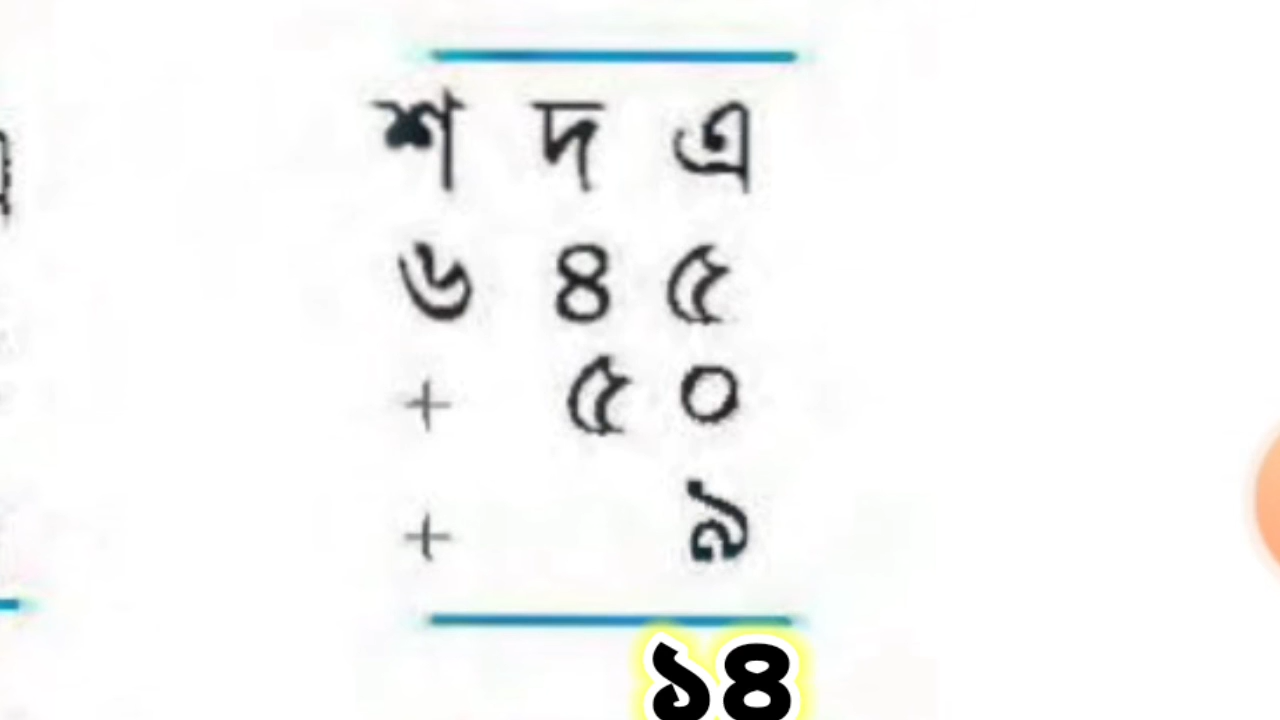 শ দ এ
৬ ৪ ৫
+ ৫ ০
+ ৯
১৪